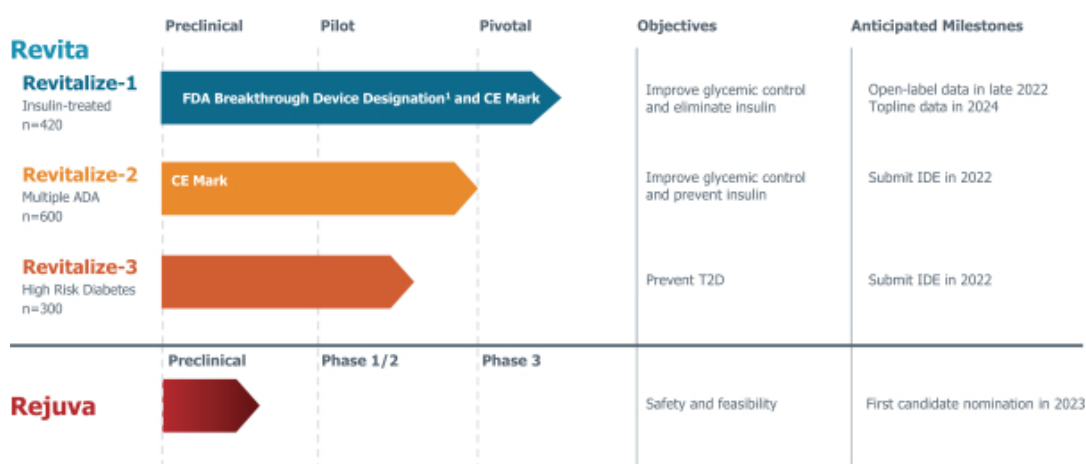 Preclinical Pilot Pivotal Objectives Anticipated Milestones
Revita
Revitalize-1
Insulin-treated
n=420
FDA Breakthrough Device Designation¹ and CE Mark
Improve glycemic control
and eliminate insulin
Open-label data in late 2022
Topline data in 2024
Revitalize-2
Multiple ADA
n=600
CE Mark
Improve glycemic control
and prevent insulin
Submit IDE in 2022
Revitalize-3
High Risk Diabetes
n=300
Prevent T2D
Submit IDE in 2022
Preclinical Phase 1/2 Phase 3
Rejuva
Safety and feasibility
First candidate nomination in 2023